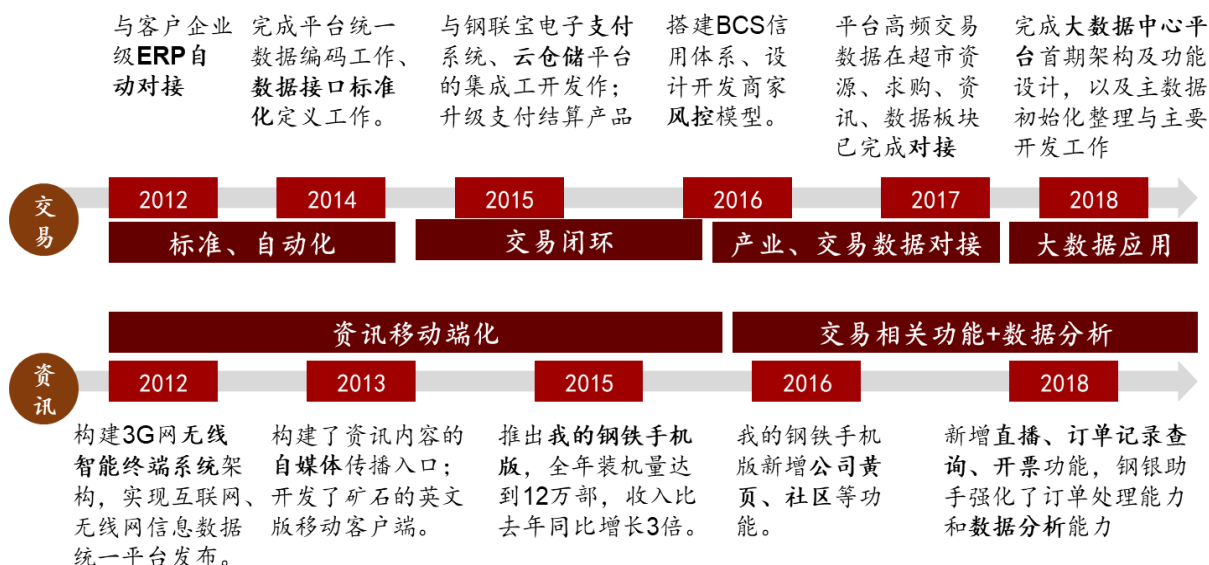 与客户企业
级ERP自
动对接
完成平台统一
数据编码工作、
数据接口标准
化定义工作。
与钢联宝电子支付
系统、云仓储平台
的集成工开发作；
升级支付结算产品
搭建BCS信
用体系、设
计开发商家
风控模型。
平台高频交易
数据在超市资
源、求购、资
讯、数据板块
已完成对接
完成大数据中心平
台首期架构及功能
设计，以及主数据
初始化整理与主要
开发工作
交
易
2012
2014
2015
2016
2017
2018
标准、自动化
交易闭环
产业、交易数据对接
大数据应用
资讯移动端化
交易相关功能+数据分析
资
讯
2012
2013
2015
2016
2018
构建3G网无线
智能终端系统架
构，实现互联网、
无线网信息数据
统一平台发布。
构建了资讯内容的
自媒体传播入口；
开发了矿石的英文
版移动客户端。
推出我的钢铁手机
版，全年装机量达
到12万部，收入比
去年同比增长3倍。
我的钢铁手机
版新增公司黄
页、社区等功
能。
新增直播、订单记录查
询、开票功能，钢银助
手强化了订单处理能力
和数据分析能力